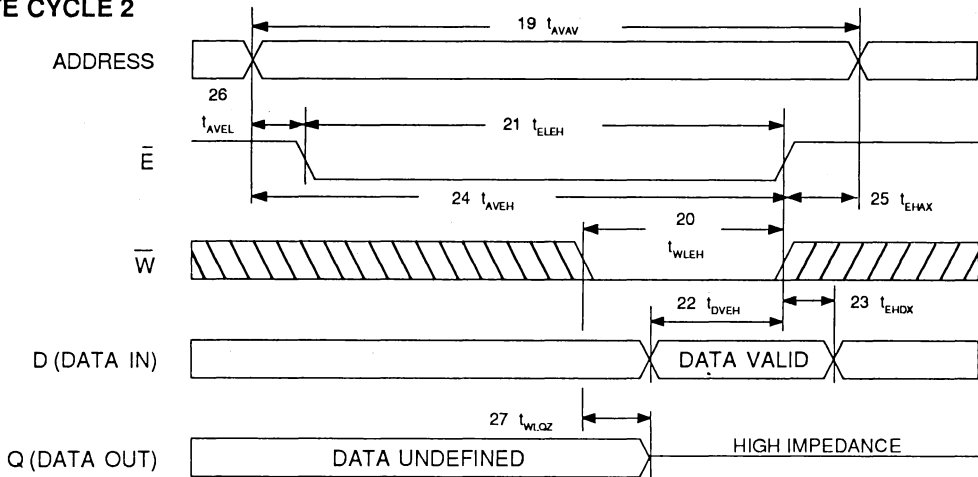 TE CYCLE 2
19 tAVAV
ADDRESS
26
tAVEL
21 tELEH
E̅
24 tAVEH
25 tEHAX
20
W̅
tWLEH
22 tDVEH
23 tEHDX
D (DATA IN)
DATA VALID
27 tWLQZ
Q (DATA OUT)
DATA UNDEFINED
HIGH IMPEDANCE